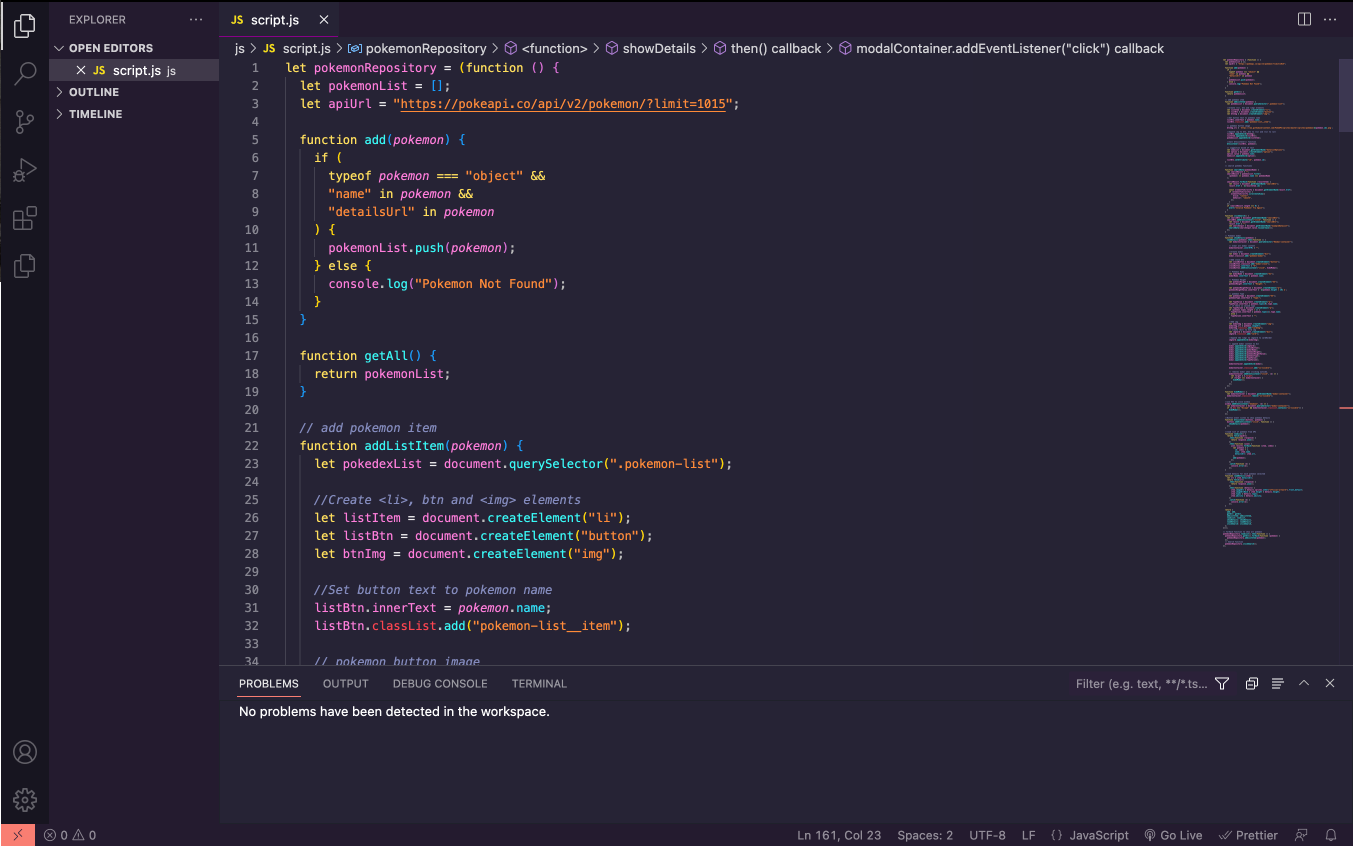 EXPLORER
OPEN EDITORS
JS script.js js
OUTLINE
TIMELINE
JS script.js
js > JS script.js > pokemonRepository > <function> > showDetails > then() callback > modalContainer.addEventListener("click") callback
1 let pokemonRepository = (function () {
2 let pokemonList = [];
3 let apiUrl = "https://pokeapi.co/api/v2/pokemon/?limit=1015";
4
5 function add(pokemon) {
6 if (
7 typeof pokemon === "object" &&
8 "name" in pokemon &&
9 "detailsUrl" in pokemon
10 ) {
11 pokemonList.push(pokemon);
12 } else {
13 console.log("Pokemon Not Found");
14 }
15 }
16
17 function getAll() {
18 return pokemonList;
19 }
20
21 // add pokemon item
22 function addListItem(pokemon) {
23 let pokedexList = document.querySelector(".pokemon-list");
24
25 //Create <li>, btn and <img> elements
26 let listItem = document.createElement("li");
27 let listBtn = document.createElement("button");
28 let btnImg = document.createElement("img");
29
30 //Set button text to pokemon name
31 listBtn.innerText = pokemon.name;
32 listBtn.classList.add("pokemon-list__item");
33
34 // pokemon button image
PROBLEMS OUTPUT DEBUG CONSOLE TERMINAL Filter (e.g. text, **/*.ts...
No problems have been detected in the workspace.
0 0 Ln 161, Col 23 Spaces: 2 UTF-8 LF {} JavaScript Go Live Prettier